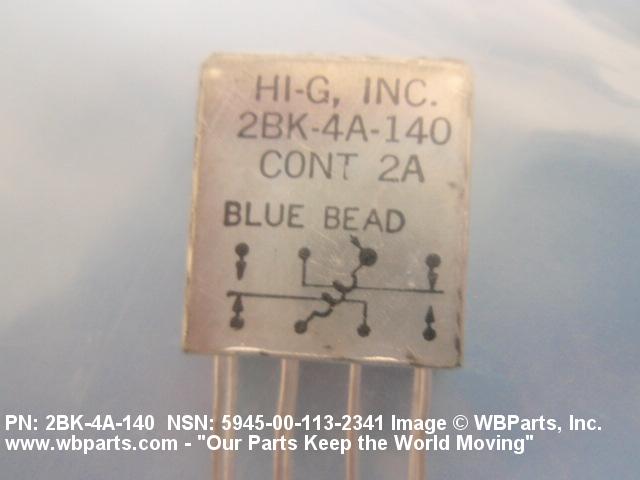 HI-G, INC.
2BK-4A-140
CONT 2A
BLUE BEAD
PN: 2BK-4A-140 NSN: 5945-00-113-2341 Image © WBParts, Inc.
www.wbparts.com - "Our Parts Keep the World Moving"